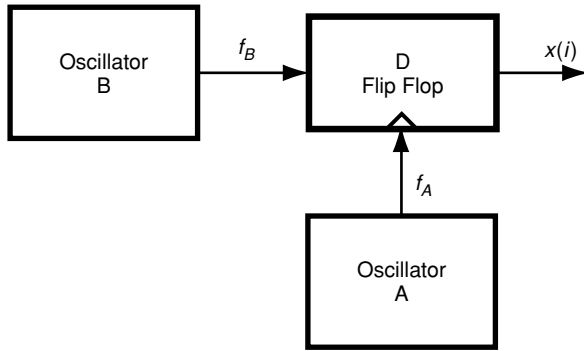 Oscillator
B
f_B
D
Flip Flop
x(i)
f_A
Oscillator
A